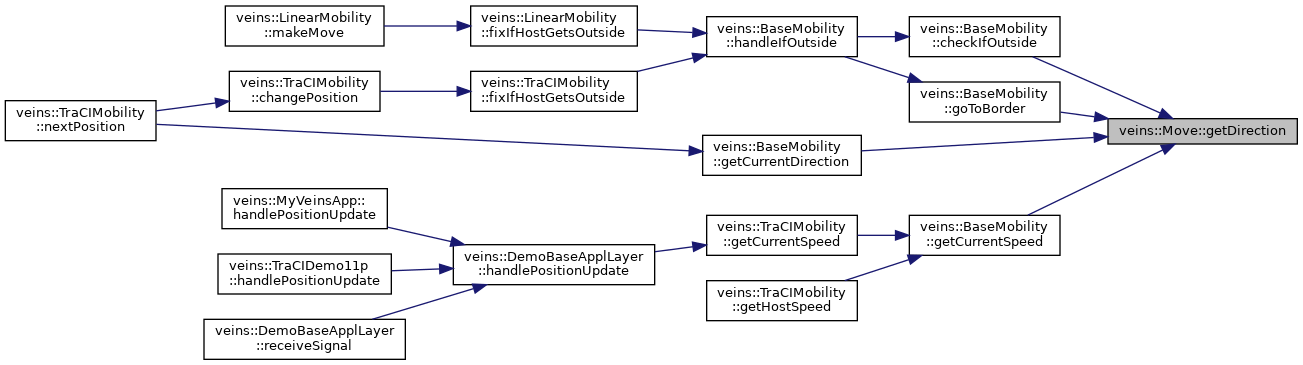 veins::LinearMobility
::makeMove
veins::LinearMobility
::fixIfHostGetsOutside
veins::BaseMobility
::handleIfOutside
veins::BaseMobility
::checkIfOutside
veins::TraCIMobility
::changePosition
veins::TraCIMobility
::fixIfHostGetsOutside
veins::BaseMobility
::goToBorder
veins::TraCIMobility
::nextPosition
veins::Move::getDirection
veins::BaseMobility
::getCurrentDirection
veins::MyVeinsApp::
handlePositionUpdate
veins::TraCIMobility
::getCurrentSpeed
veins::BaseMobility
::getCurrentSpeed
veins::DemoBaseApplLayer
::handlePositionUpdate
veins::TraCIDemo11p
::handlePositionUpdate
veins::TraCIMobility
::getHostSpeed
veins::DemoBaseApplLayer
::receiveSignal